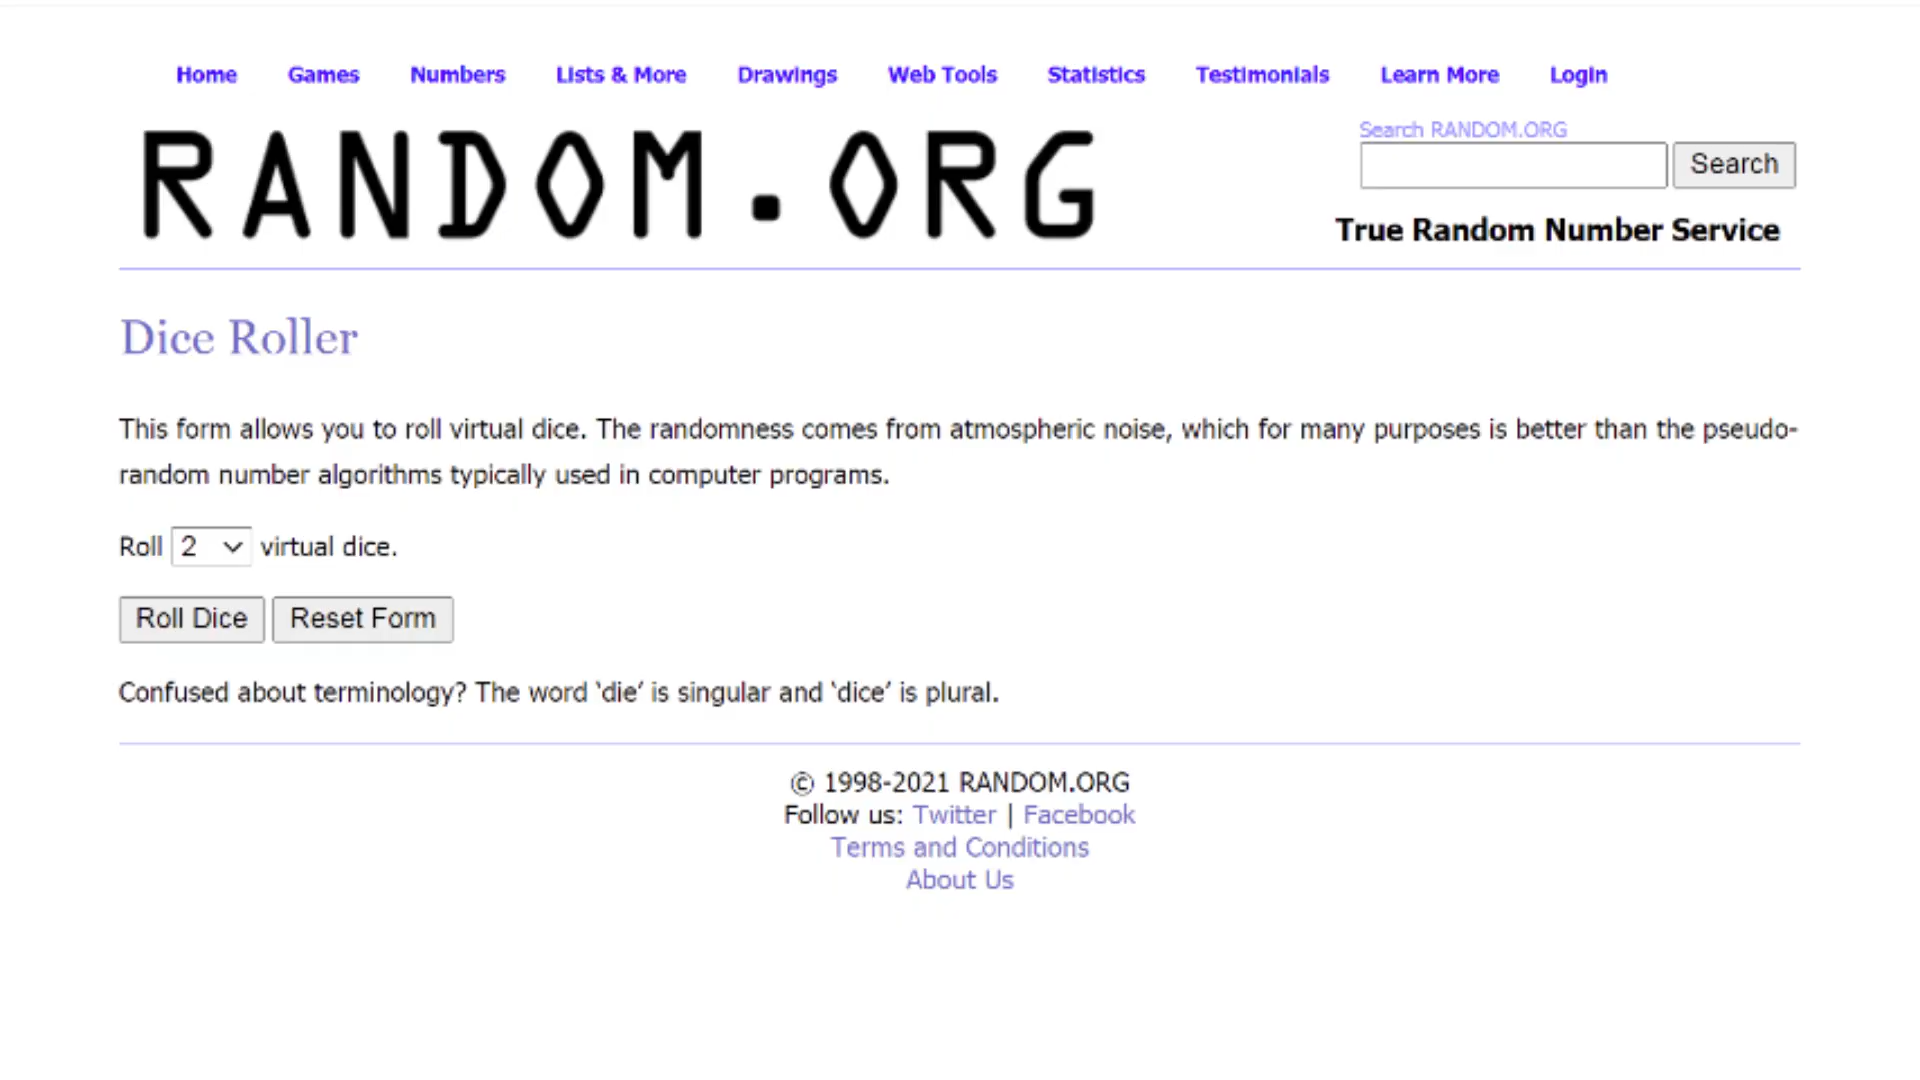 Home Games Numbers Lists & More Drawings Web Tools Statistics Testimonials Learn More Login
RANDOM.ORG
Search RANDOM.ORG
Search
True Random Number Service
Dice Roller
This form allows you to roll virtual dice. The randomness comes from atmospheric noise, which for many purposes is better than the pseudo-
random number algorithms typically used in computer programs.
Roll 2 virtual dice.
Roll Dice Reset Form
Confused about terminology? The word ‘die’ is singular and ‘dice’ is plural.
© 1998-2021 RANDOM.ORG
Follow us: Twitter | Facebook
Terms and Conditions
About Us